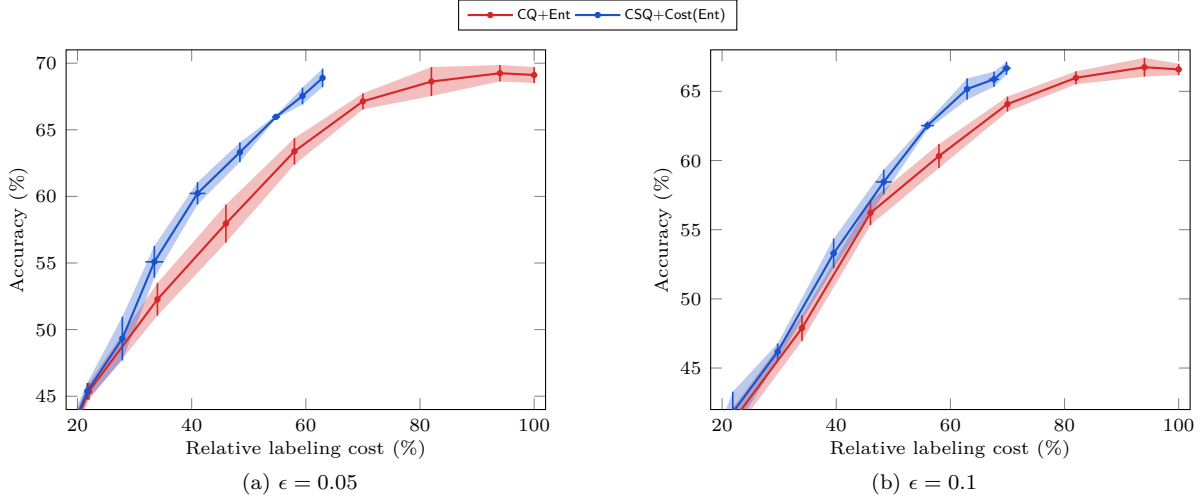 CQ+Ent CSQ+Cost(Ent)
70
65
60
55
50
45
20 40 60 80 100
Accuracy (%)
Relative labeling cost (%)
(a) ϵ = 0.05
65
60
55
50
45
20 40 60 80 100
Accuracy (%)
Relative labeling cost (%)
(b) ϵ = 0.1